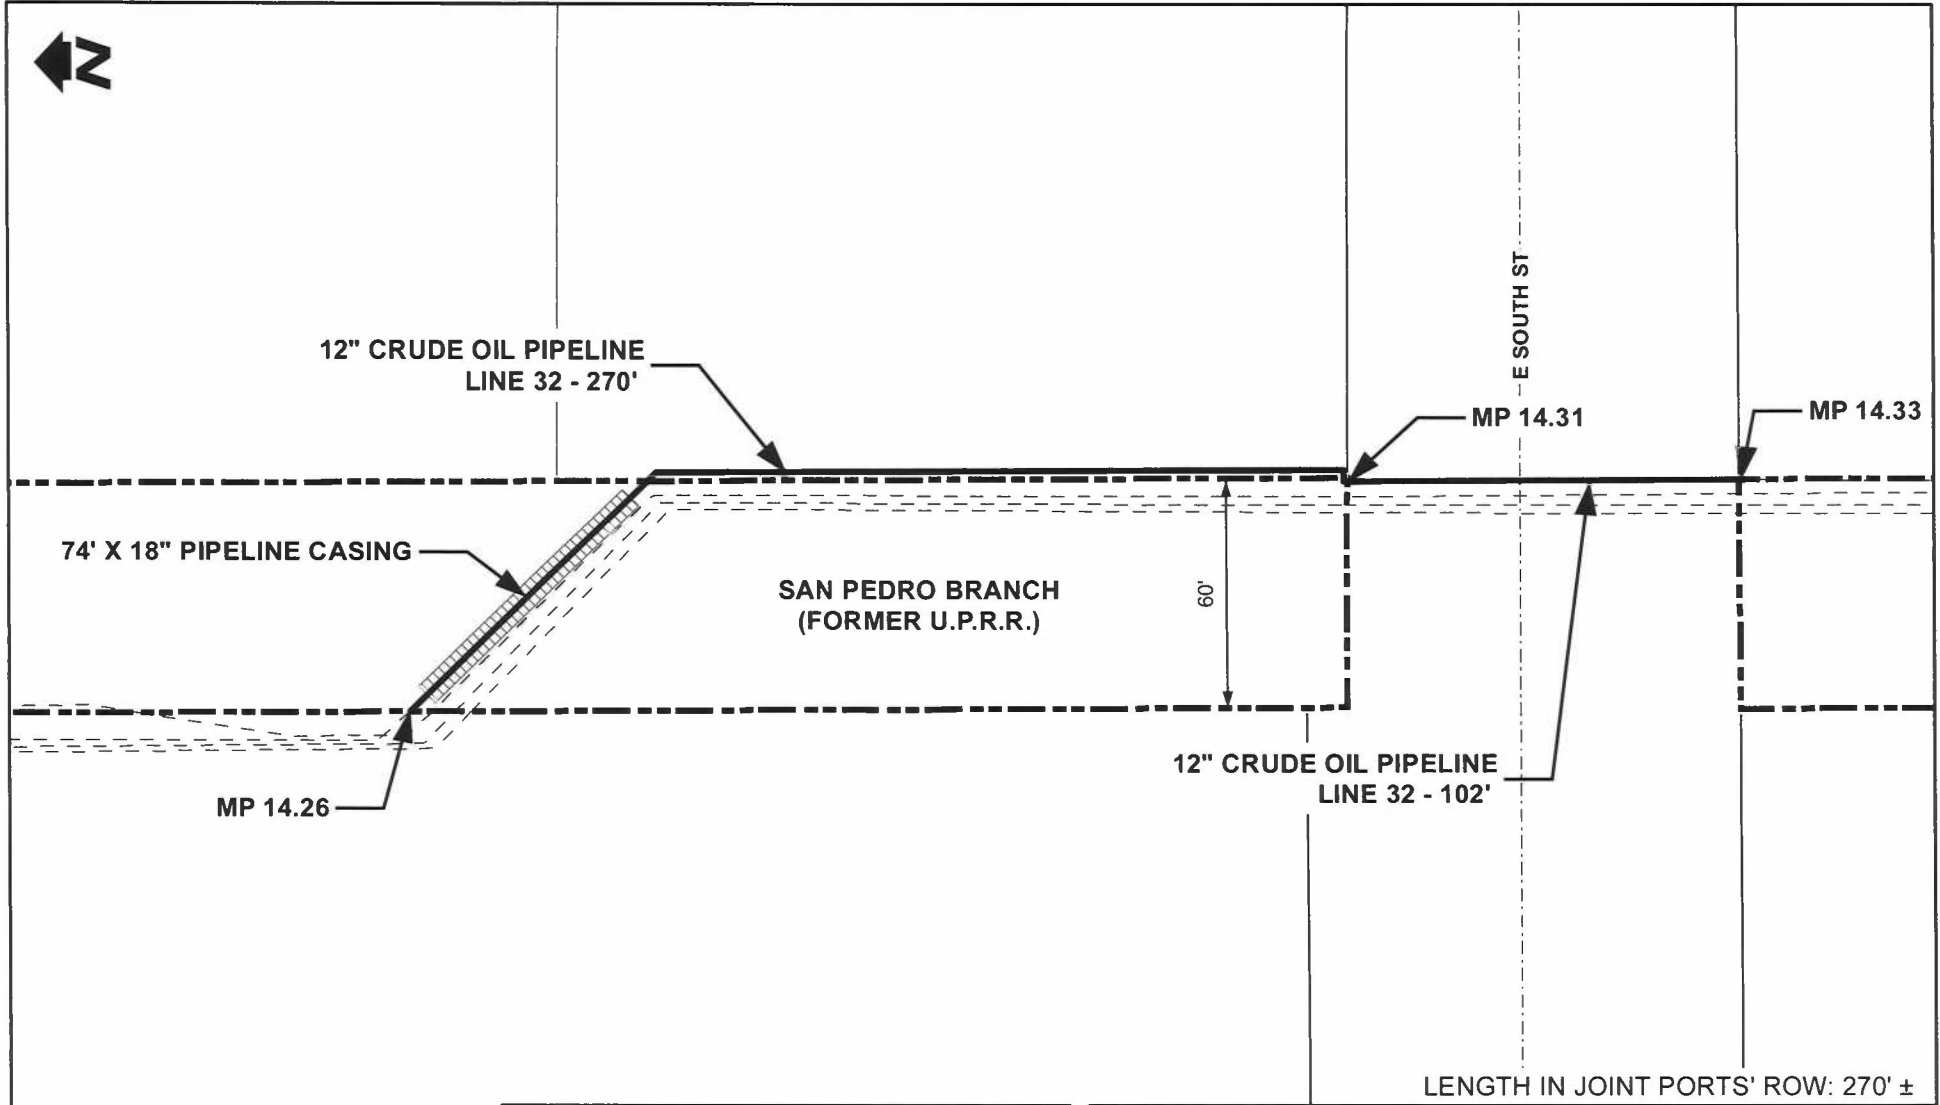 N
E SOUTH ST
12" CRUDE OIL PIPELINE
LINE 32 - 270'
MP 14.31
MP 14.33
74' X 18" PIPELINE CASING
SAN PEDRO BRANCH
(FORMER U.P.R.R.)
60'
12" CRUDE OIL PIPELINE
LINE 32 - 102'
MP 14.26
LENGTH IN JOINT PORTS' ROW: 270' ±